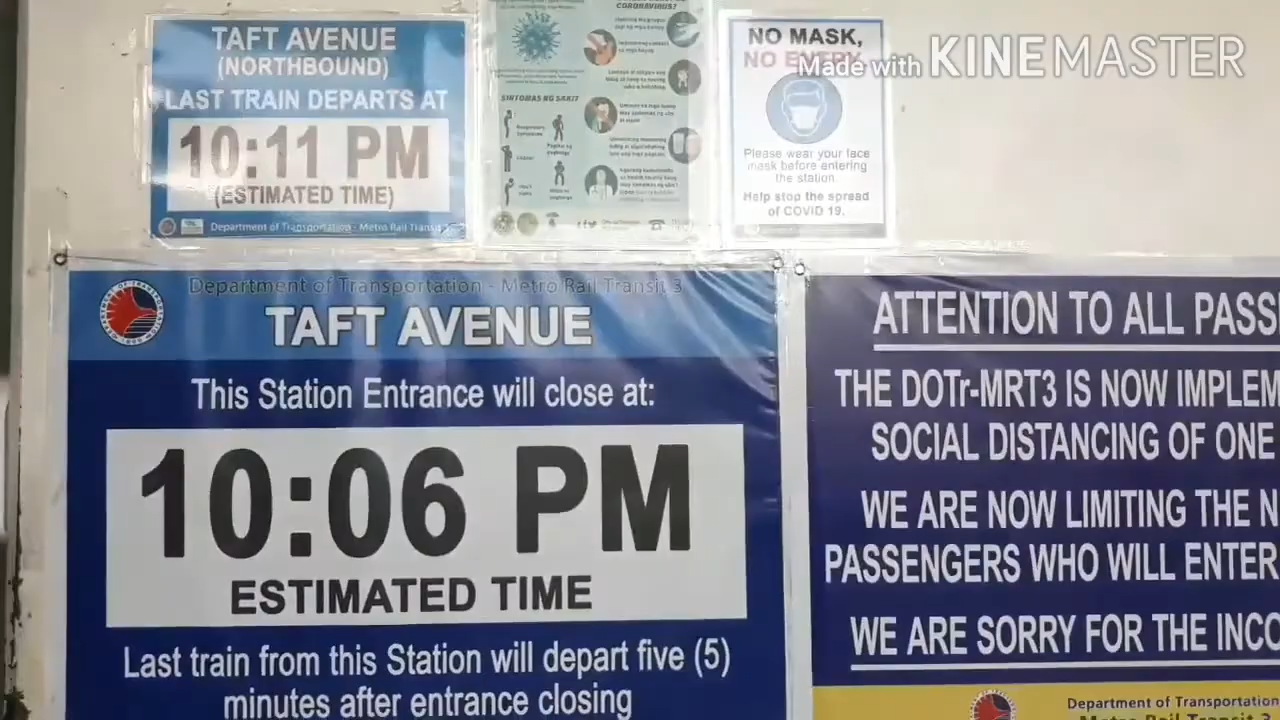 TAFT AVENUE
(NORTHBOUND)
LAST TRAIN DEPARTS AT
10:11 PM
(ESTIMATED TIME)
Department of Transportation - Metro Rail Transit 3
CORONAVIRUS?
SINTOMAS NG SAKIT
NO MASK,
NO ENTRY
Please wear your face
mask before entering
the station.
Help stop the spread
of COVID 19.
Made with KINEMASTER
Department of Transportation - Metro Rail Transit 3
TAFT AVENUE
This Station Entrance will close at:
10:06 PM
ESTIMATED TIME
Last train from this Station will depart five (5)
minutes after entrance closing
ATTENTION TO ALL PASS
THE DOTr-MRT3 IS NOW IMPLEM
SOCIAL DISTANCING OF ONE
WE ARE NOW LIMITING THE N
PASSENGERS WHO WILL ENTER
WE ARE SORRY FOR THE INCO
Department of Transportation
Metro Rail Transit 3